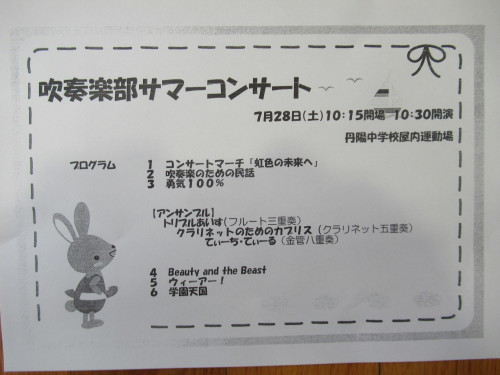 吹奏楽部サマーコンサート
7月28日(土)10:15開場 10:30開演
丹陽中学校屋内運動場
プログラム 1 コンサートマーチ「虹色の未来へ」
2 吹奏楽のための民話
3 勇気100%
【アンサンブル】
トリプるあいす(フルート三重奏)
クラリネットのためのカプリス(クラリネット五重奏)
てぃーち・てぃーる(金管八重奏)
4 Beauty and the Beast
5 ウィーアー!
6 学園天国